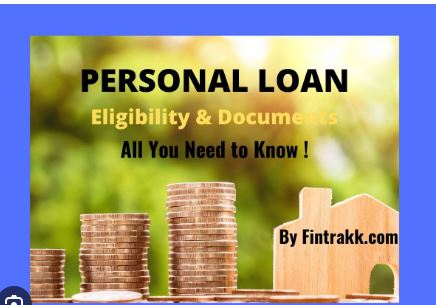 PERSONAL LOAN
Eligibility & Documents
All You Need to Know !
By Fintrakk.com